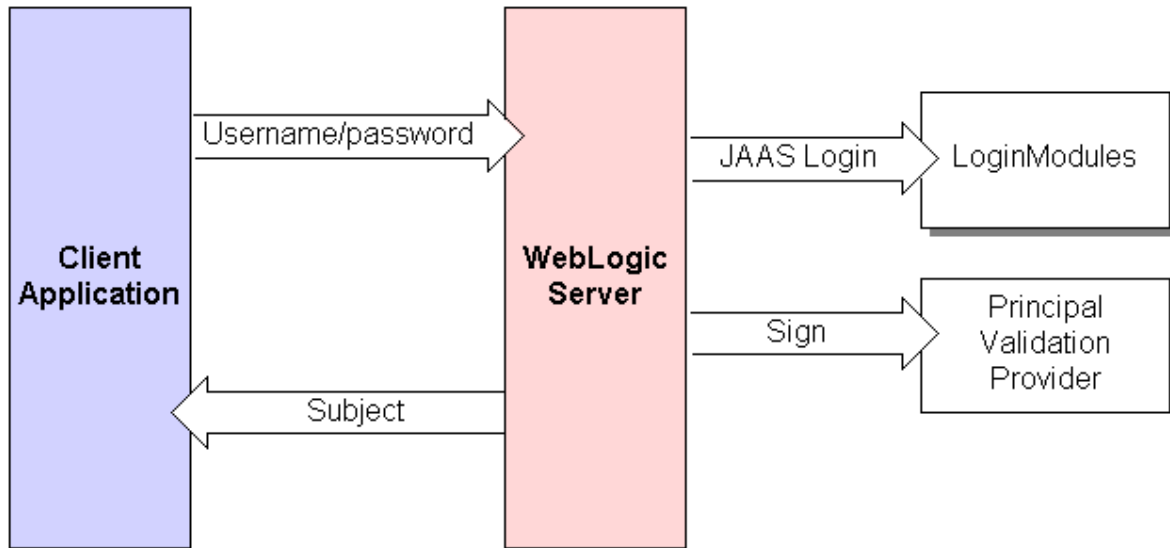 Client
Application
Username/password
WebLogic
Server
JAAS Login
LoginModules
Sign
Principal
Validation
Provider
Subject